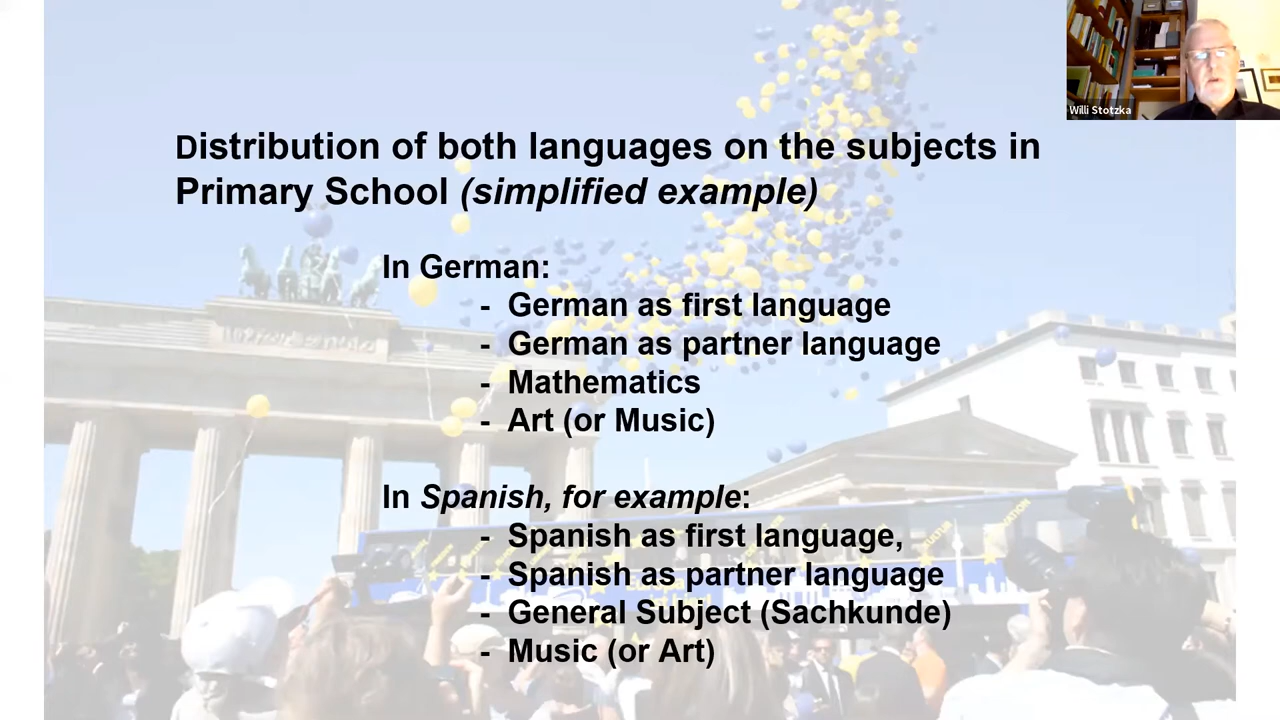 Willi Stotzka
Distribution of both languages on the subjects in
Primary School (simplified example)
In German:
- German as first language
- German as partner language
- Mathematics
- Art (or Music)
In Spanish, for example:
- Spanish as first language,
- Spanish as partner language
- General Subject (Sachkunde)
- Music (or Art)